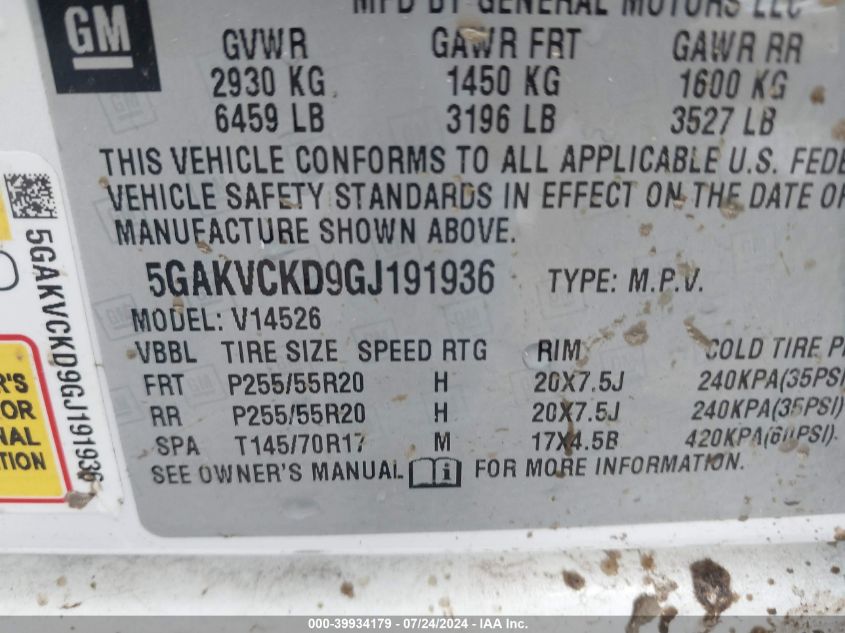 MFD BY GENERAL MOTORS LLC
GM
GVWR GAWR FRT GAWR RR
2930 KG 1450 KG 1600 KG
6459 LB 3196 LB 3527 LB
THIS VEHICLE CONFORMS TO ALL APPLICABLE U.S. FEDE
VEHICLE SAFETY STANDARDS IN EFFECT ON THE DATE OF
MANUFACTURE SHOWN ABOVE.
5GAKVCKD9GJ191936 TYPE: M.P.V.
MODEL: V14526
VBBL TIRE SIZE SPEED RTG RIM COLD TIRE P
FRT P255/55R20 H 20X7.5J 240KPA(35PSI
RR P255/55R20 H 20X7.5J 240KPA(35PSI)
SPA T145/70R17 M 17X4.5B 420KPA(60PSI).
SEE OWNER'S MANUAL i FOR MORE INFORMATION.
5GAKVCKD9GJ191936
R'S
OR
NAL
TION
000-39934179 / 07/24/2024 - IAA Inc.